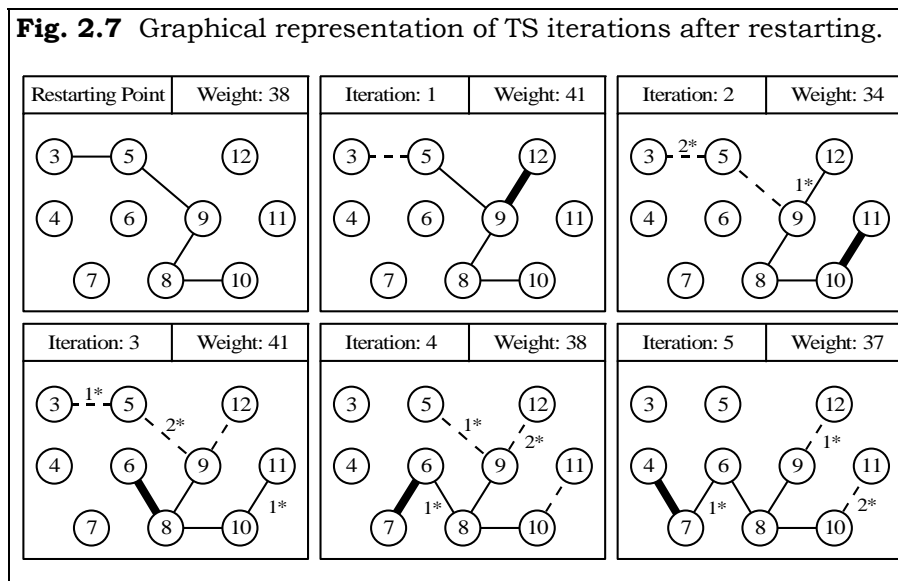 Fig. 2.7 Graphical representation of TS iterations after restarting.
Restarting Point Weight: 38
3 5 12
4 6 9 11
7 8 10
Iteration: 1 Weight: 41
3 5 12
4 6 9 11
7 8 10
Iteration: 2 Weight: 34
2*
3 5 12
1*
4 6 9 11
7 8 10
Iteration: 3 Weight: 41
1*
3 5 12
2*
4 6 9 11
1*
7 8 10
Iteration: 4 Weight: 38
3 5 12
1* 2*
4 6 9 11
1*
7 8 10
Iteration: 5 Weight: 37
3 5 12
1*
4 6 9 11
1* 2*
7 8 10